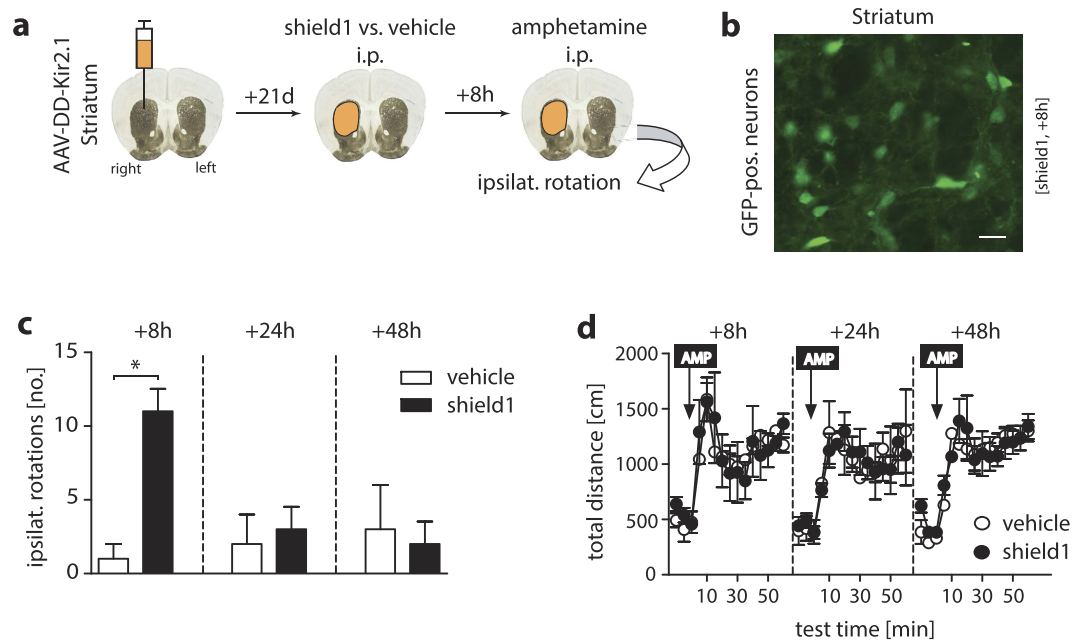 a
AAV-DD-Kir2.1
Striatum
right
left
+21d
shield1 vs. vehicle
i.p.
+8h
amphetamine
i.p.
ipsilat. rotation
b
Striatum
GFP-pos. neurons
[shield1, +8h]
c
+8h
+24h
+48h
ipsilat. rotations [no.]
15
10
5
0
*
vehicle
shield1
d
+8h
+24h
+48h
AMP
AMP
AMP
total distance [cm]
2000
1500
1000
500
0
vehicle
shield1
10 30 50 10 30 50 10 30 50
test time [min]